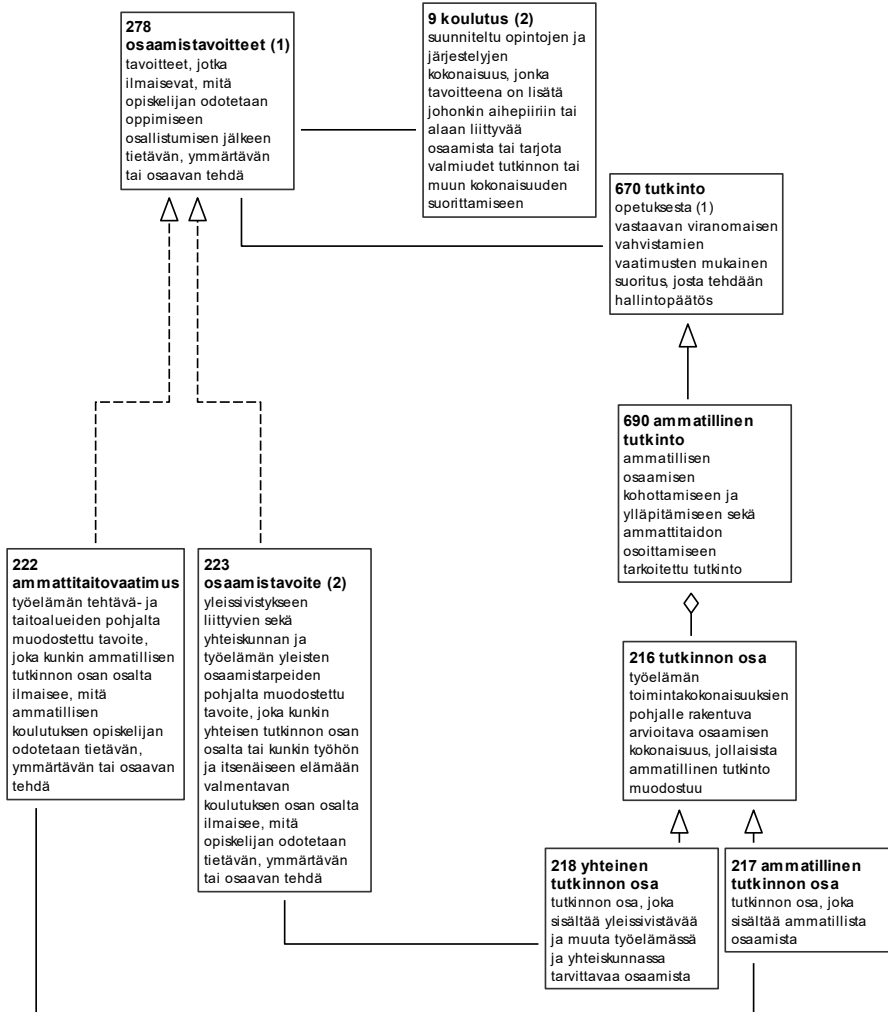 278
osaamistavoitteet (1)
tavoitteet, jotka
ilmaisevat, mitä
opiskelijan odotetaan
oppimiseen
osallistumisen jälkeen
tietävän, ymmärtävän
tai osaavan tehdä
9 koulutus (2)
suunniteltu opintojen ja
järjestelyjen
kokonaisuus, jonka
tavoitteena on lisätä
johonkin aihepiiriin tai
alaan liittyvää
osaamista tai tarjota
valmiudet tutkinnon tai
muun kokonaisuuden
suorittamiseen
670 tutkinto
opetuksesta (1)
vastaavan viranomaisen
vahvistamien
vaatimusten mukainen
suoritus, josta tehdään
hallintopäätös
690 ammatillinen
tutkinto
ammatillisen
osaamisen
kohottamiseen ja
ylläpitämiseen sekä
ammattitaidon
osoittamiseen
tarkoitettu tutkinto
222
ammattitaitovaatimus
työelämän tehtävä- ja
taitoalueiden pohjalta
muodostettu tavoite,
joka kunkin ammatillisen
tutkinnon osan osalta
ilmaisee, mitä
ammatillisen
koulutuksen opiskelijan
odotetaan tietävän,
ymmärtävän tai osaavan
tehdä
223
osaamistavoite (2)
yleissivistykseen
liittyvien sekä
yhteiskunnan ja
työelämän yleisten
osaamistarpeiden
pohjalta muodostettu
tavoite, joka kunkin
yhteisen tutkinnon osan
osalta tai kunkin työhön
ja itsenäiseen elämään
valmentavan
koulutuksen osan osalta
ilmaisee, mitä
opiskelijan odotetaan
tietävän, ymmärtävän
tai osaavan tehdä
216 tutkinnon osa
työelämän
toimintakokonaisuuksien
pohjalle rakentuva
arvioitava osaamisen
kokonaisuus, jollaisista
ammatillinen tutkinto
muodostuu
218 yhteinen
tutkinnon osa
tutkinnon osa, joka
sisältää yleissivistävää
ja muuta työelämässä
ja yhteiskunnassa
tarvittavaa osaamista
217 ammatillinen
tutkinnon osa
tutkinnon osa, joka
sisältää ammatillista
osaamista